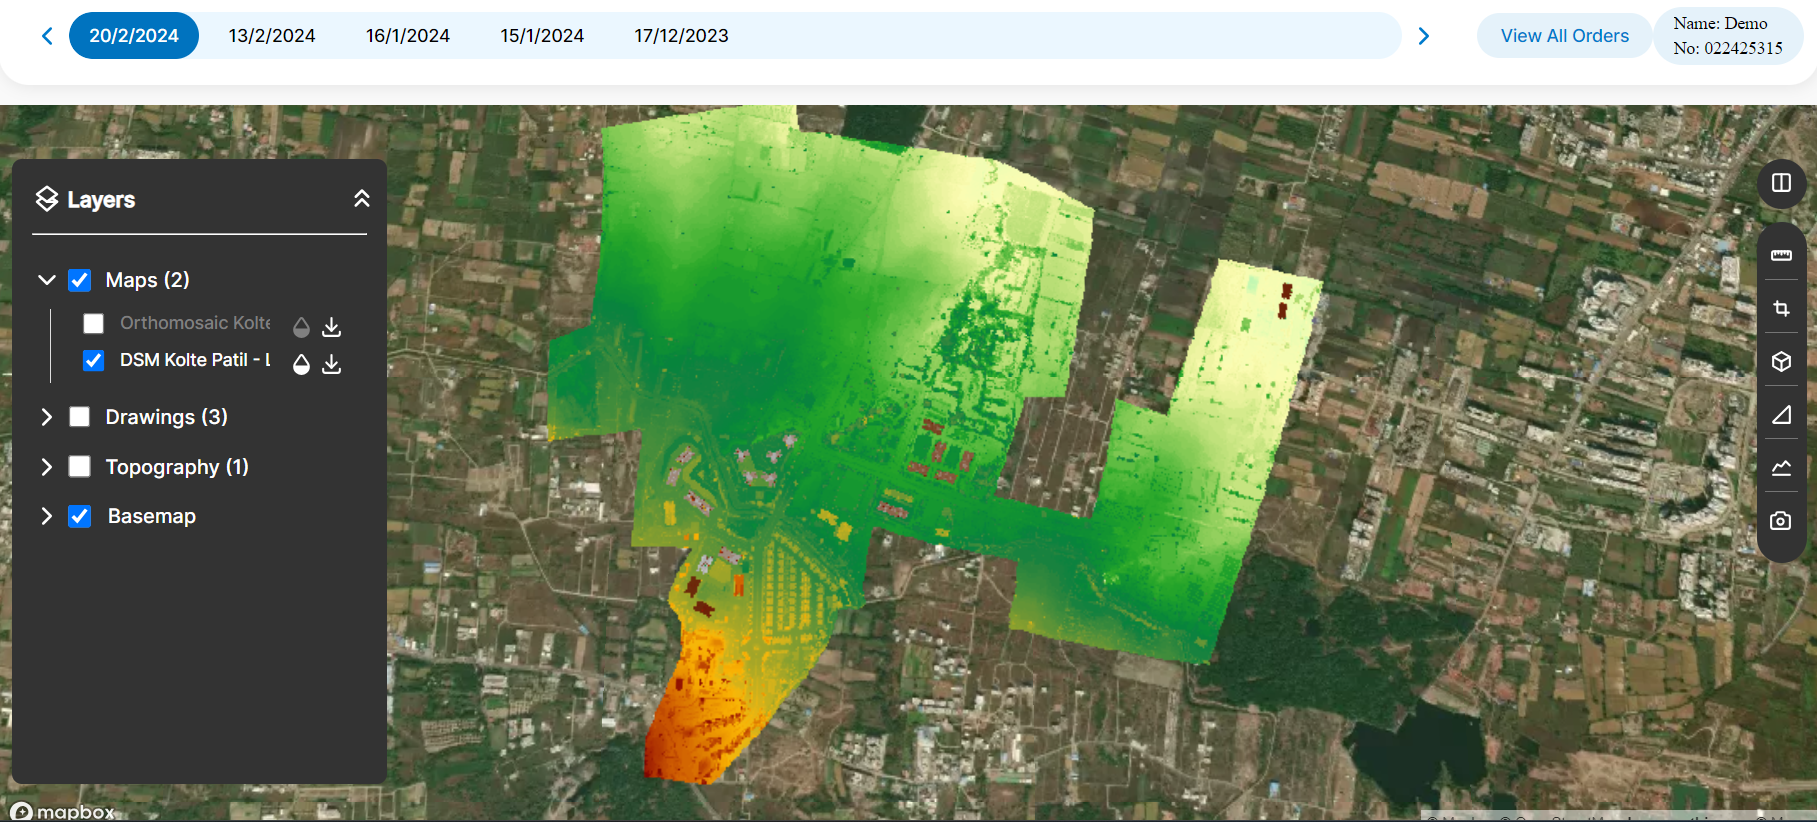 20/2/2024 13/2/2024 16/1/2024 15/1/2024 17/12/2023
View All Orders
Name: Demo
No: 022425315
Layers
Maps (2)
Orthomosaic Kolte
DSM Kolte Patil - L
Drawings (3)
Topography (1)
Basemap
mapbox